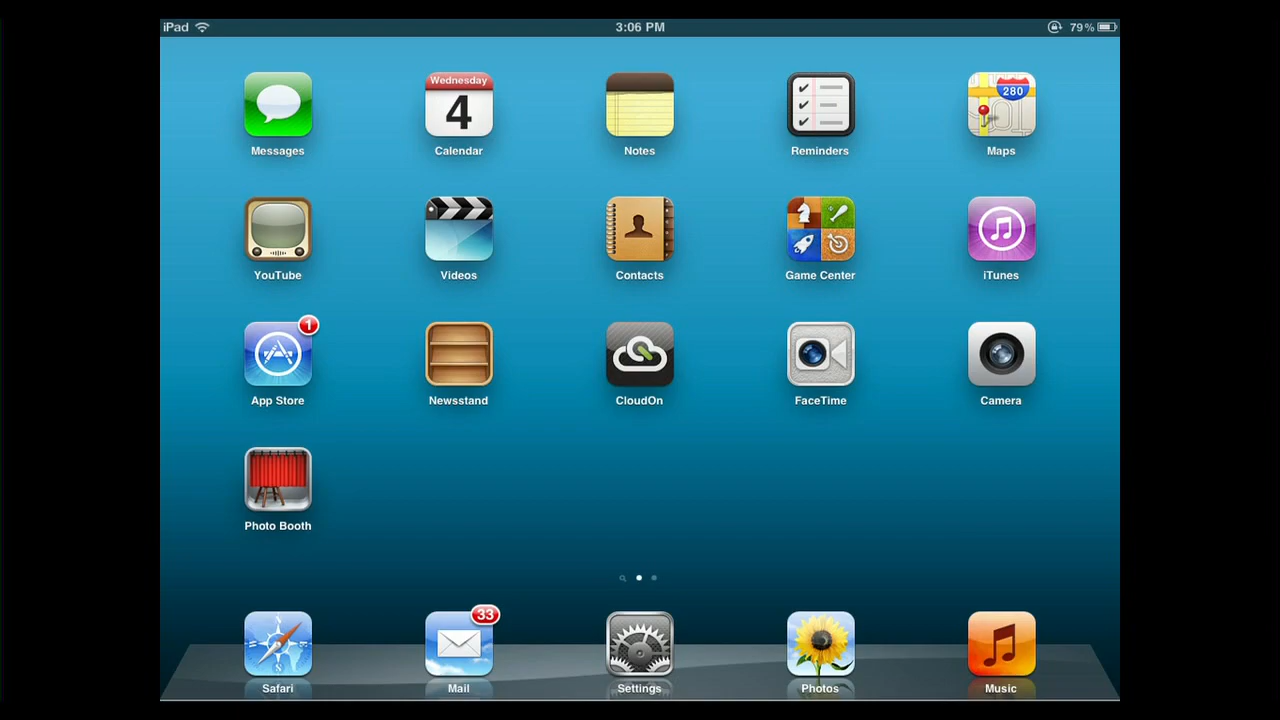 iPad 3:06 PM 79%
Wednesday
4 280
Messages Calendar Notes Reminders Maps
YouTube Videos Contacts Game Center iTunes
1
App Store Newsstand CloudOn FaceTime Camera
Photo Booth
33
Safari Mail Settings Photos Music